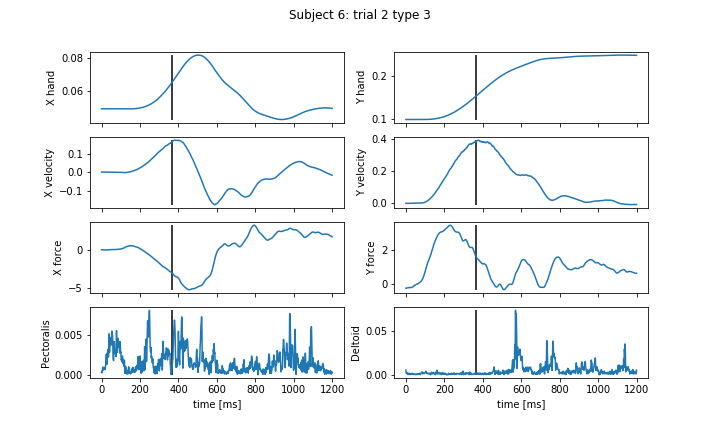 Subject 6: trial 2 type 3
X hand
0.08
0.06
Y hand
0.2
0.1
X velocity
0.1
0.0
−0.1
Y velocity
0.4
0.2
0.0
X force
0
−5
Y force
2
0
Pectoralis
0.005
0.000
0 200 400 600 800 1000 1200
time [ms]
Deltoid
0.05
0.00
0 200 400 600 800 1000 1200
time [ms]